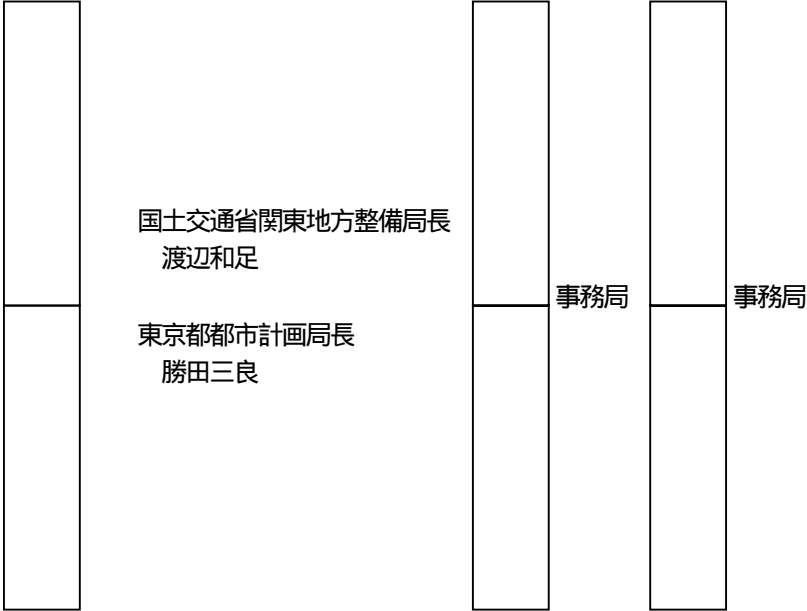 国土交通省関東地方整備局長
渡辺和足
東京都都市計画局長
勝田三良
事務局
事務局